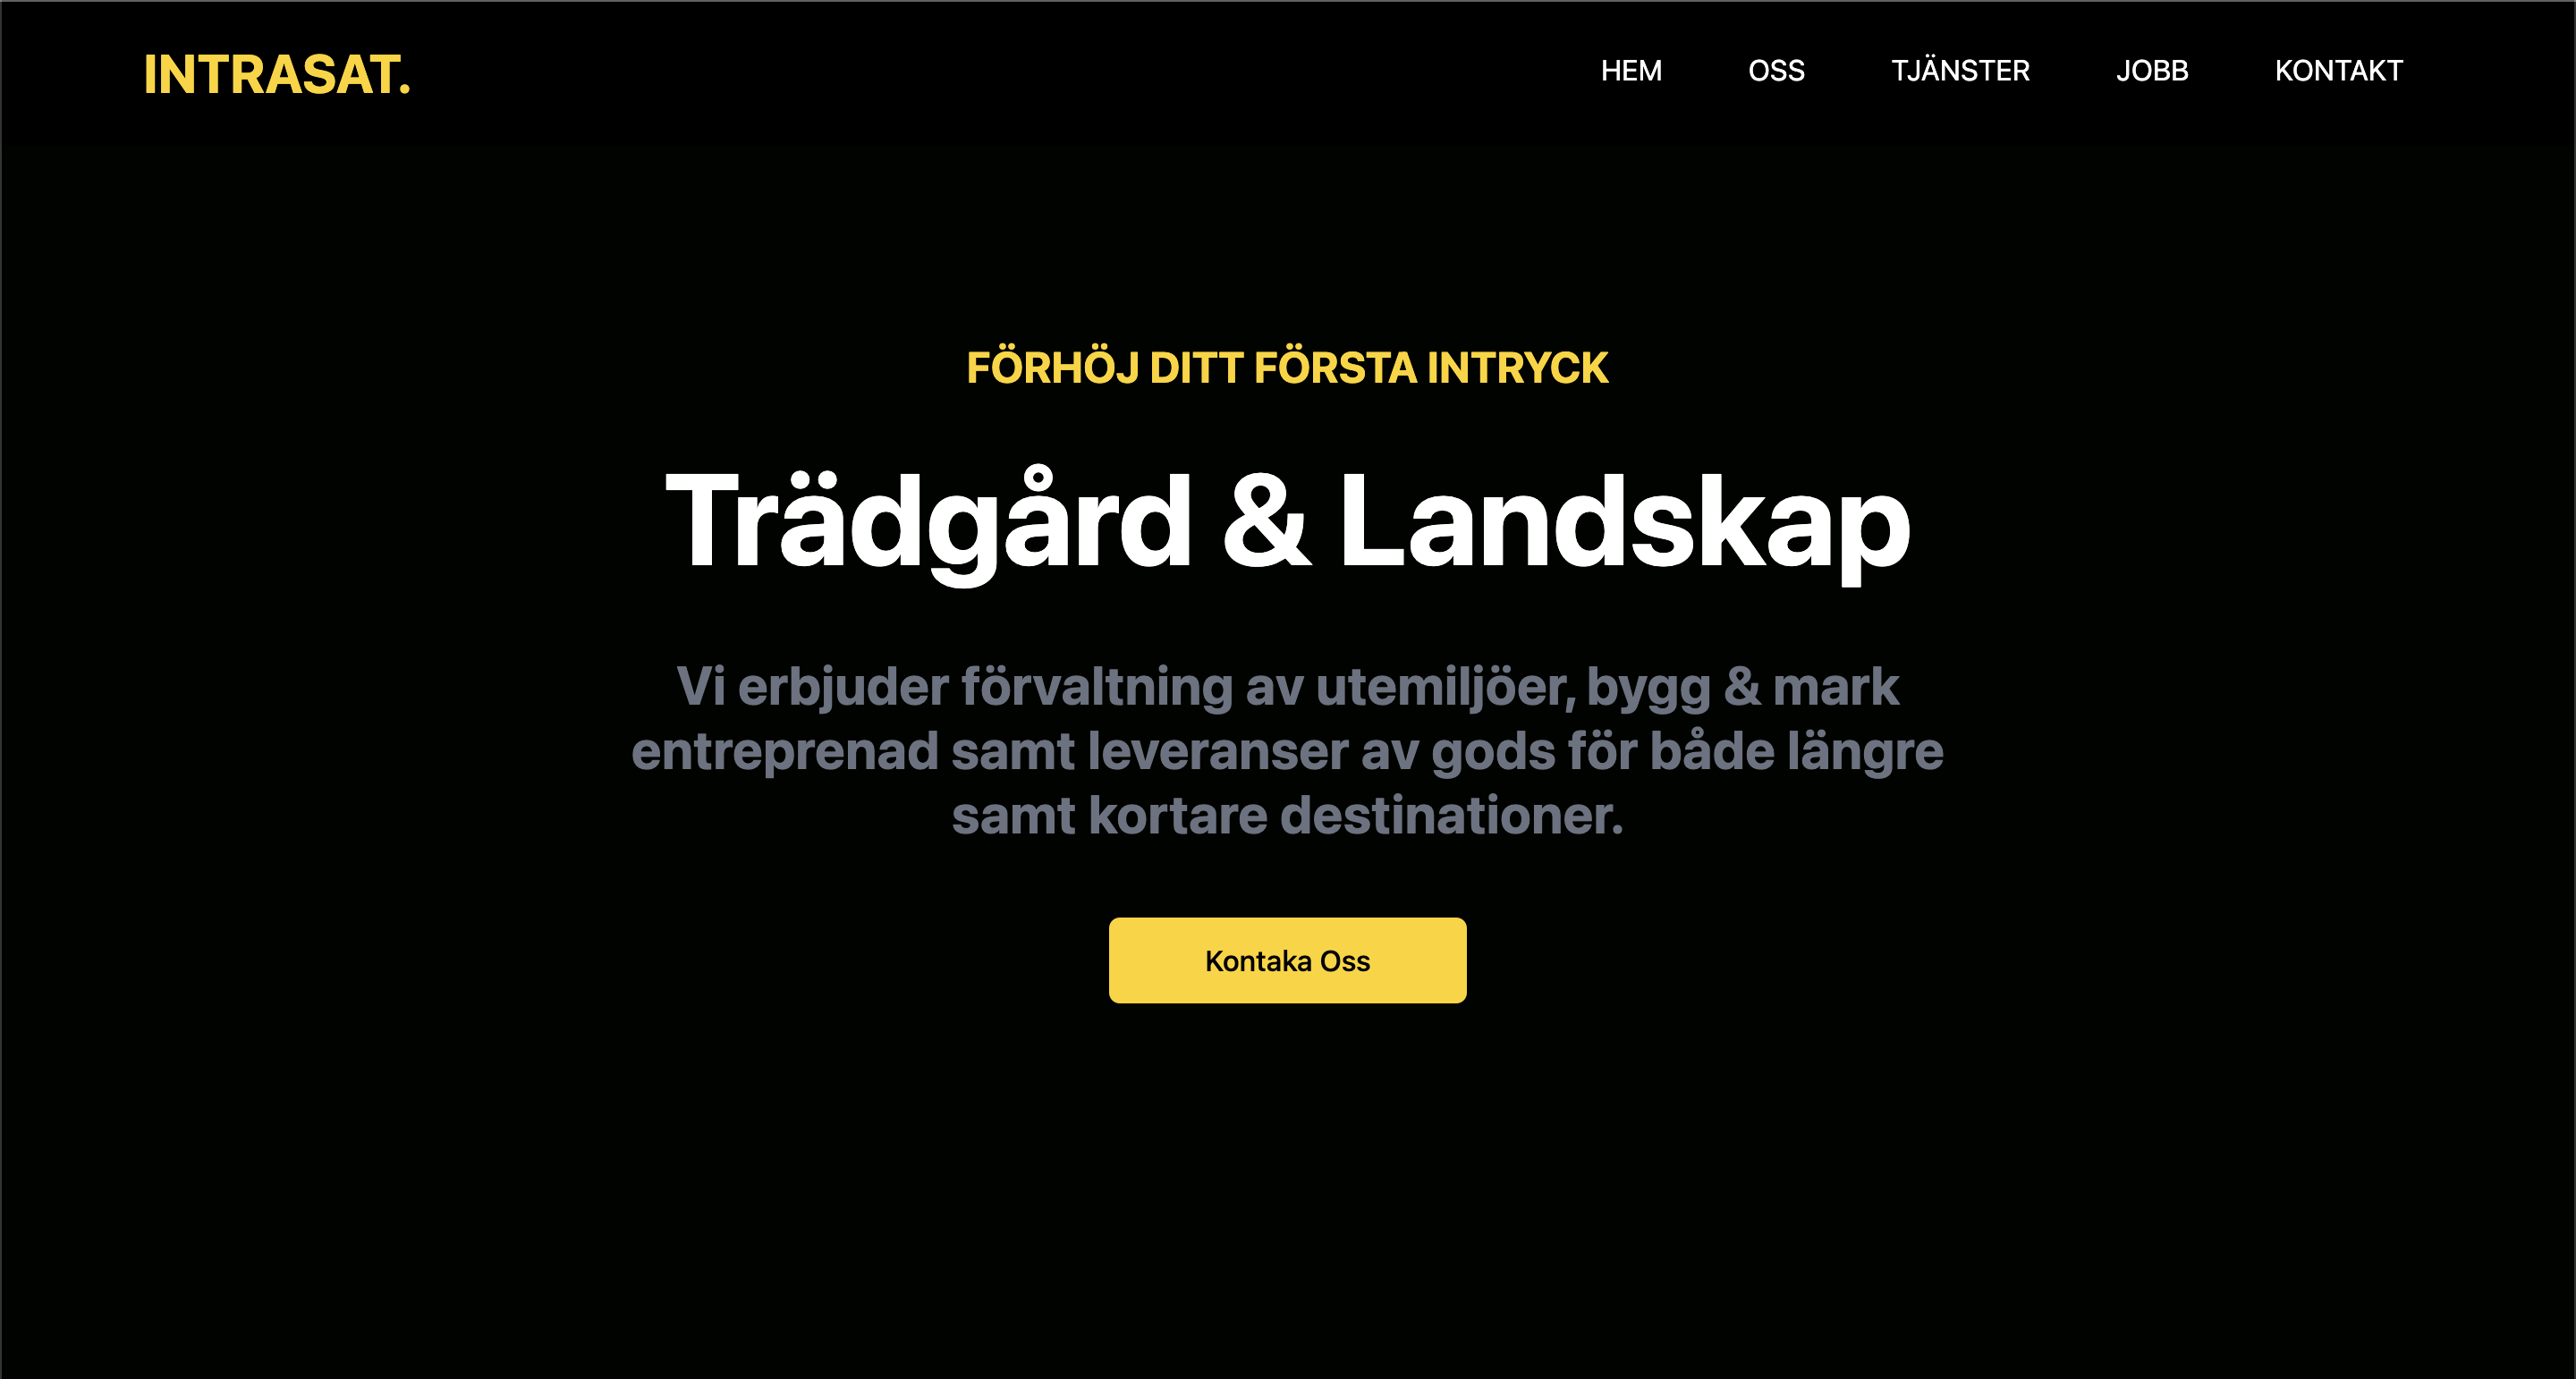 INTRASAT.
HEM OSS TJÄNSTER JOBB KONTAKT
FÖRHÖJ DITT FÖRSTA INTRYCK
Trädgård & Landskap
Vi erbjuder förvaltning av utemiljöer, bygg & mark
entreprenad samt leveranser av gods för både längre
samt kortare destinationer.
Kontaka Oss